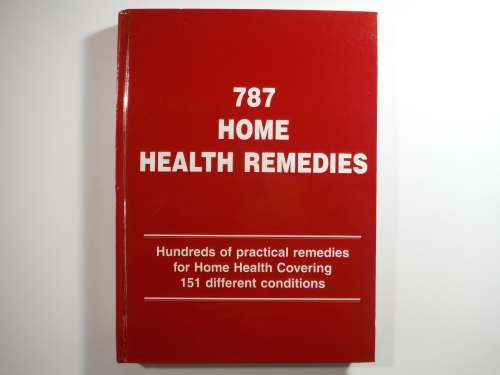 787
HOME
HEALTH REMEDIES
Hundreds of practical remedies
for Home Health Covering
151 different conditions